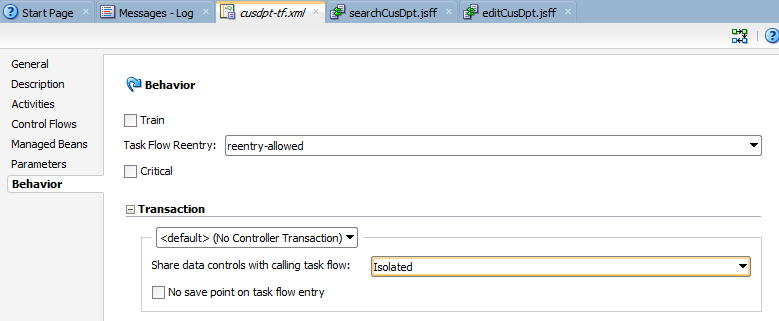 Start Page Messages - Log cusdpt-tf.xml searchCusDpt.jsff editCusDpt.jsff
General
Description
Activities
Control Flows
Managed Beans
Parameters
Behavior
Behavior
Train
Task Flow Reentry: reentry-allowed
Critical
Transaction
<default> (No Controller Transaction)
Share data controls with calling task flow: Isolated
No save point on task flow entry